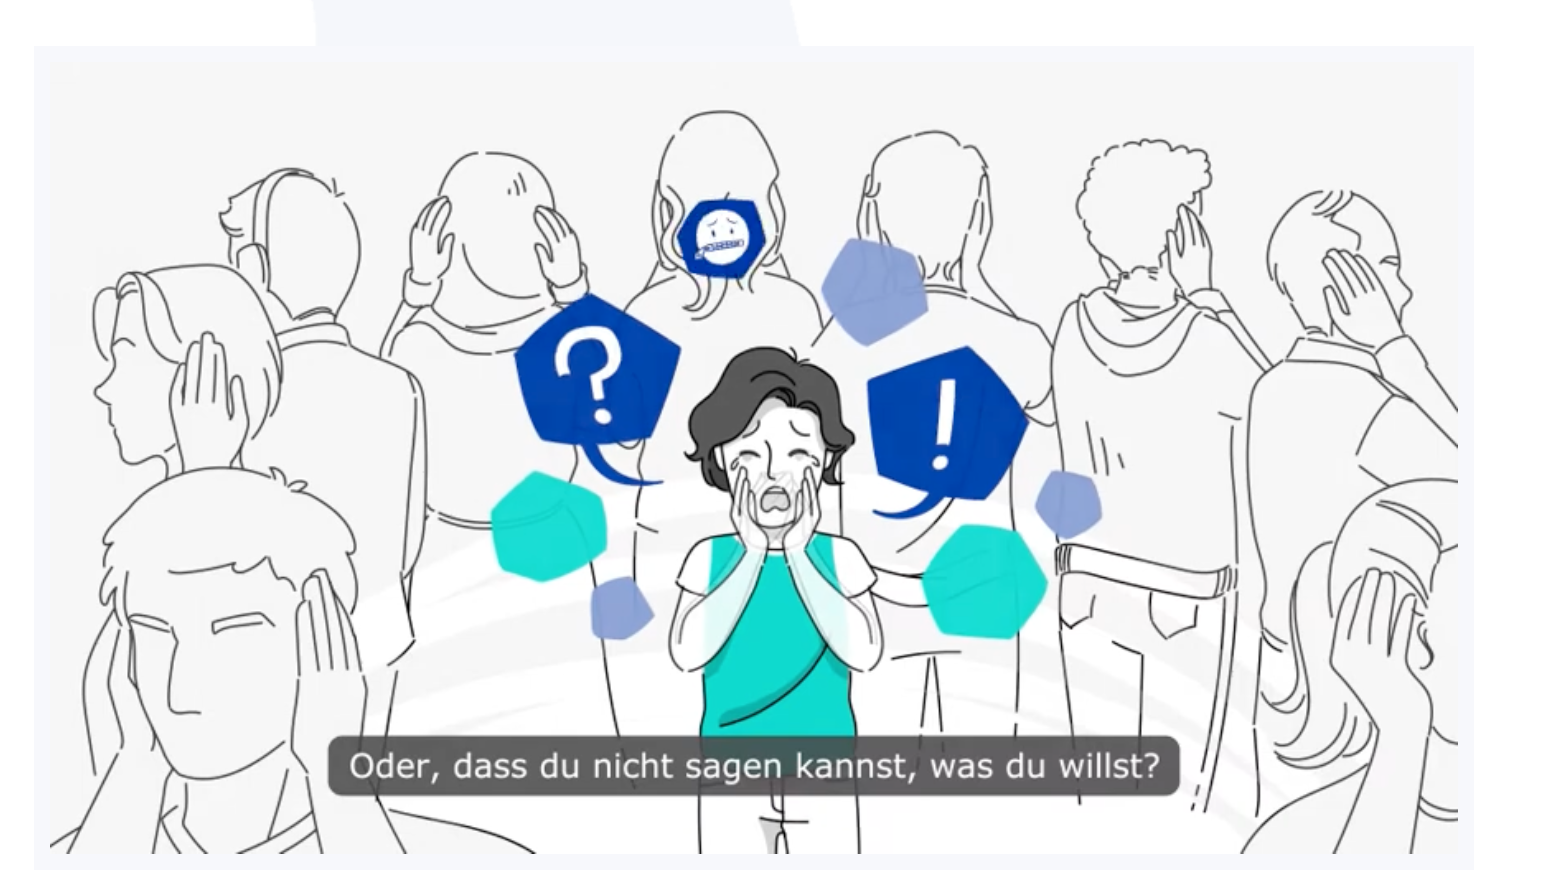 ?
!
Oder, dass du nicht sagen kannst, was du willst?